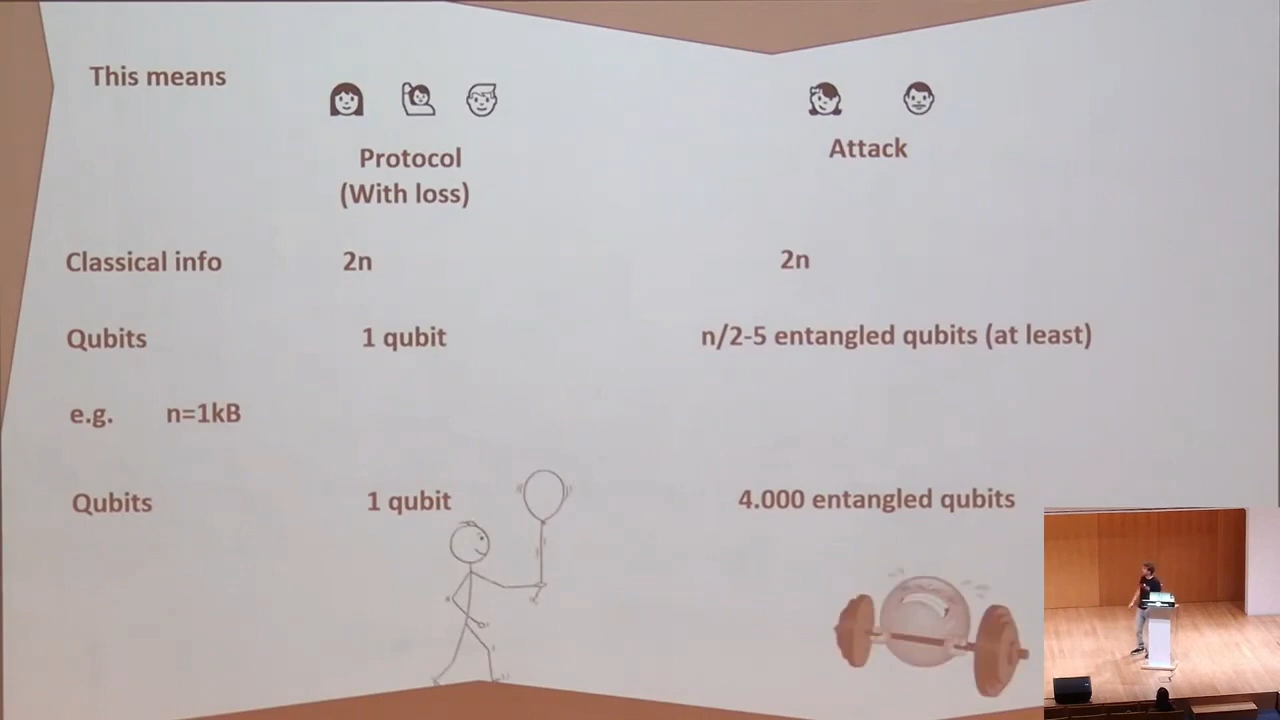 This means
Protocol
(With loss)
Attack
Classical info 2n 2n
Qubits 1 qubit n/2-5 entangled qubits (at least)
e.g. n=1kB
Qubits 1 qubit 4.000 entangled qubits